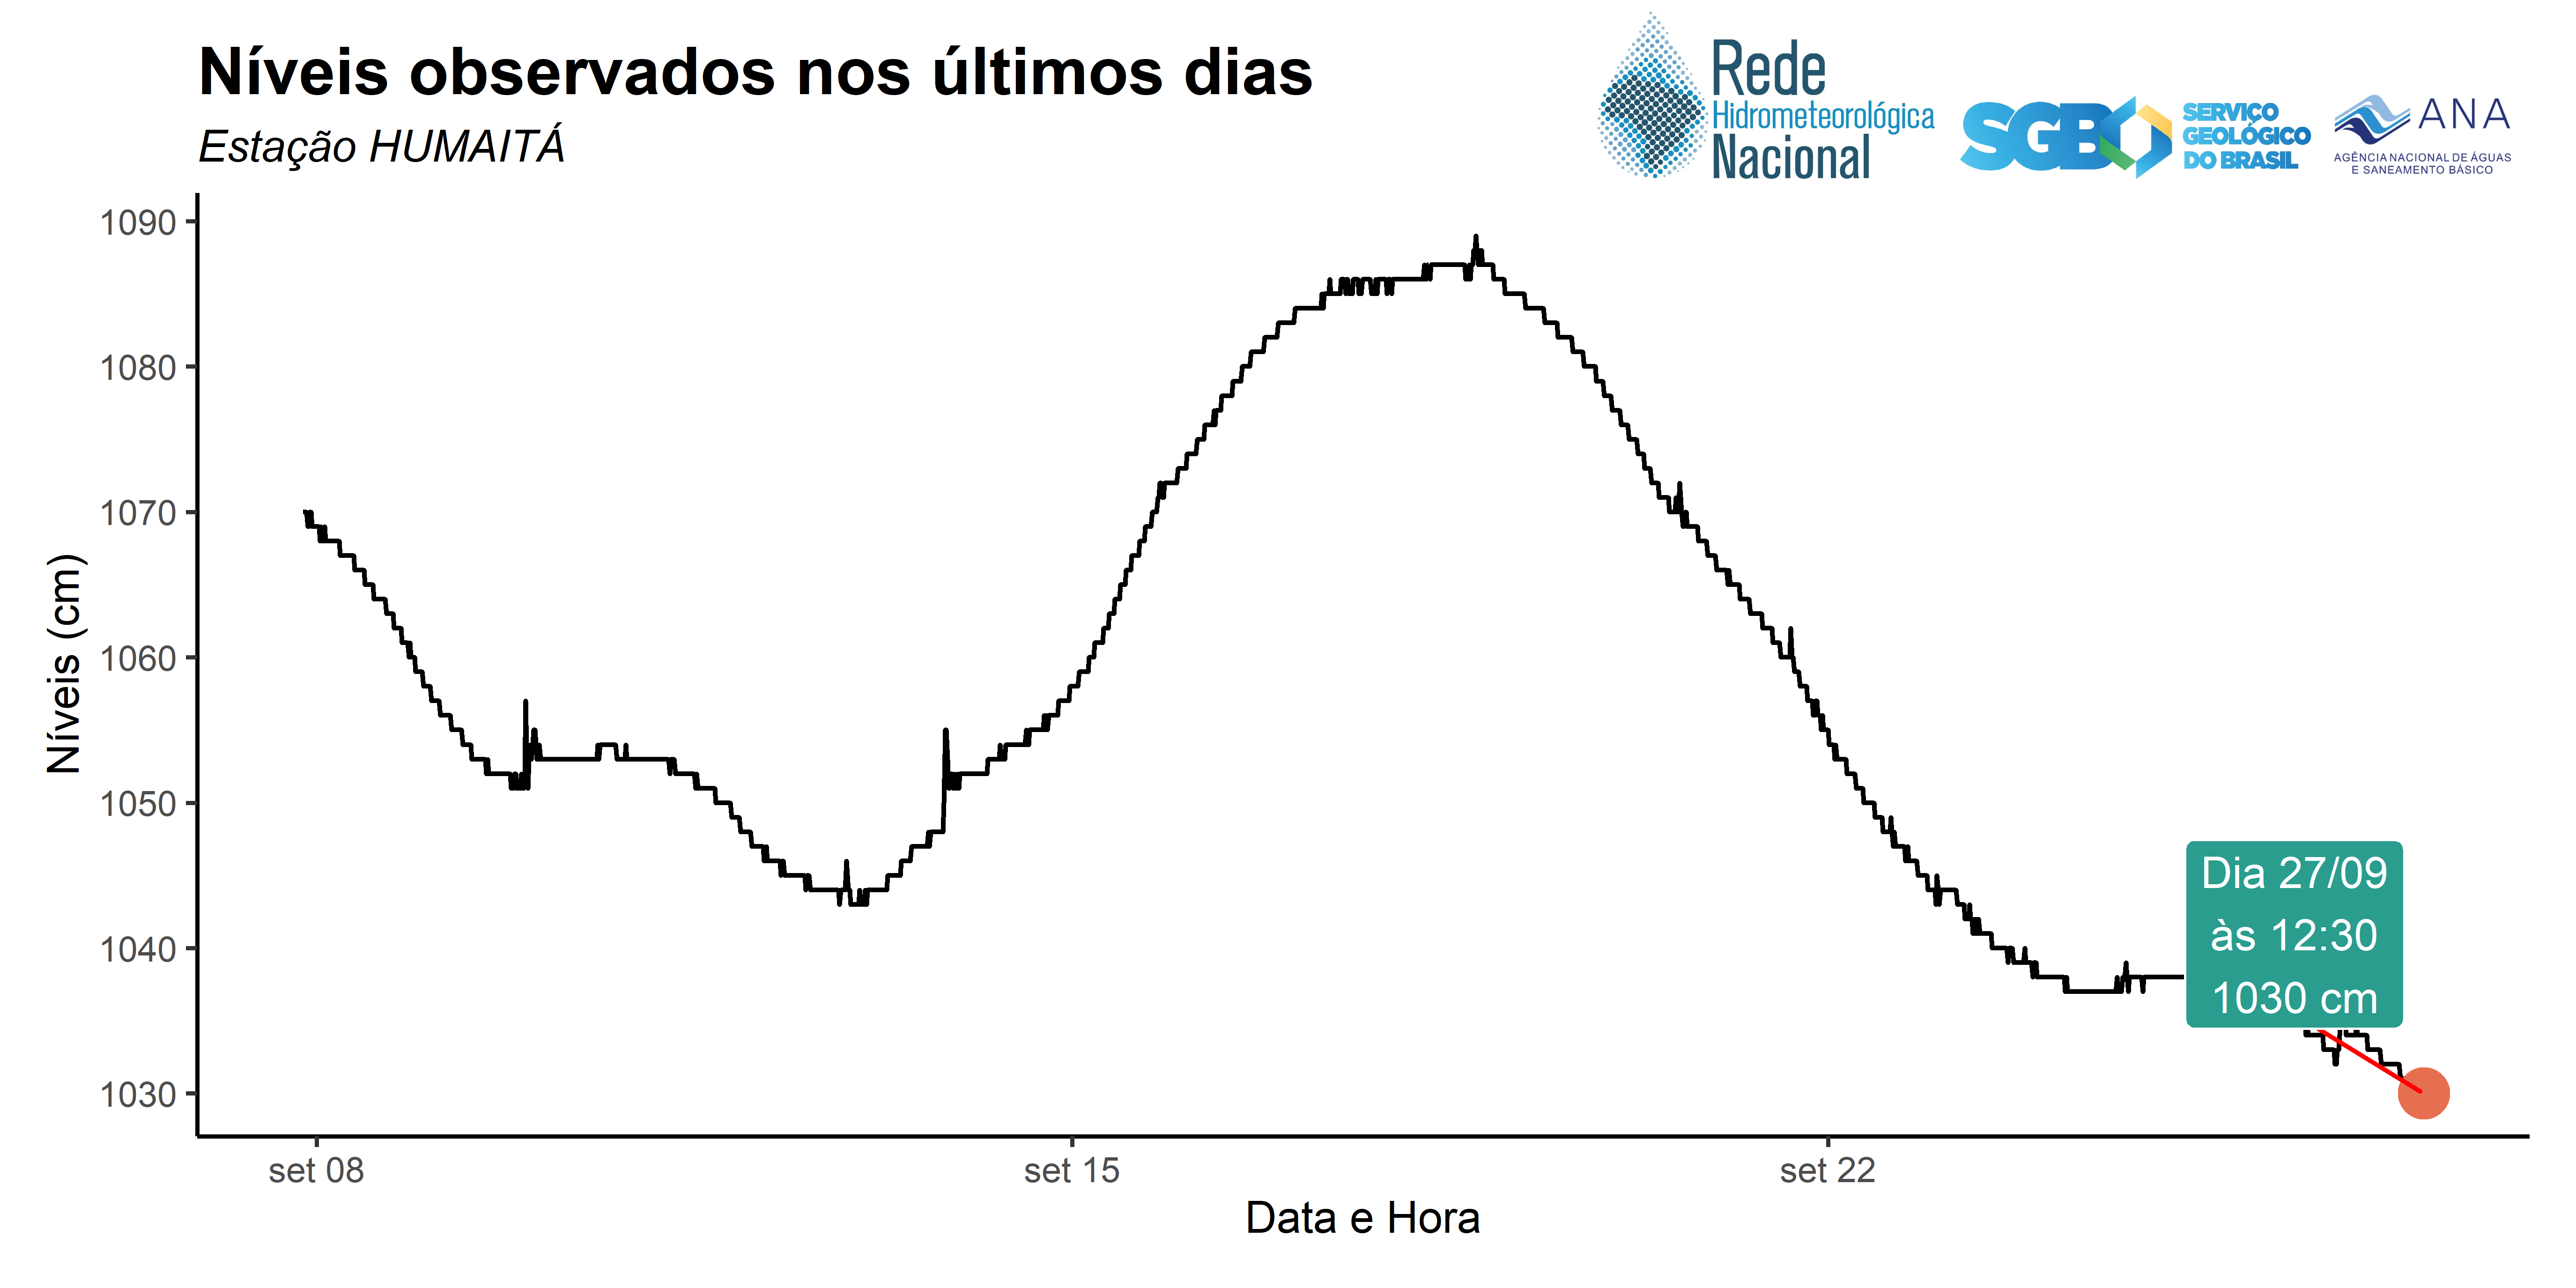 Níveis observados nos últimos dias
Estação HUMAITÁ
Rede
Hidrometeorológica
Nacional
SGB
SERVIÇO
GEOLÓGICO
DO BRASIL
ANA
AGÊNCIA NACIONAL DE ÁGUAS
E SANEAMENTO BÁSICO
Níveis (cm)
1090
1080
1070
1060
1050
1040
1030
Dia 27/09
às 12:30
1030 cm
set 08
set 15
set 22
Data e Hora